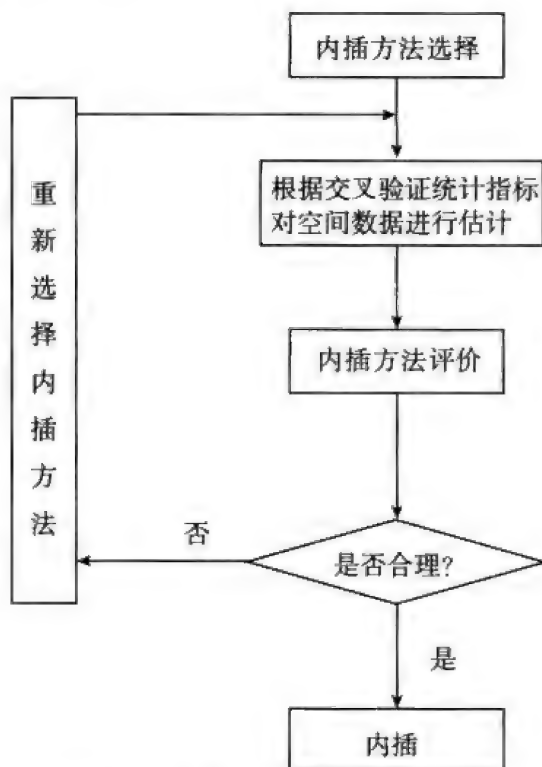 内插方法选择
根据交叉验证统计指标
对空间数据进行估计
重新选择内插方法
内插方法评价
否
是否合理?
是
内插